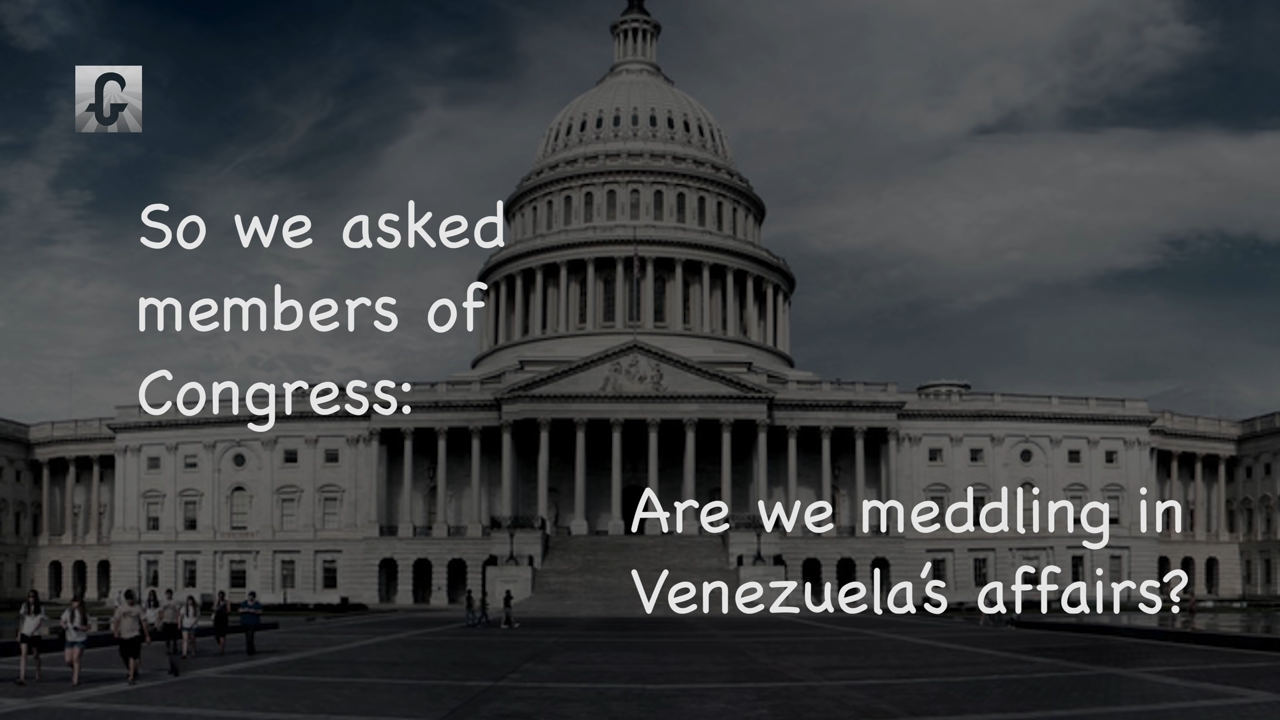 So we asked
members of
Congress:
Are we meddling in
Venezuela's affairs?